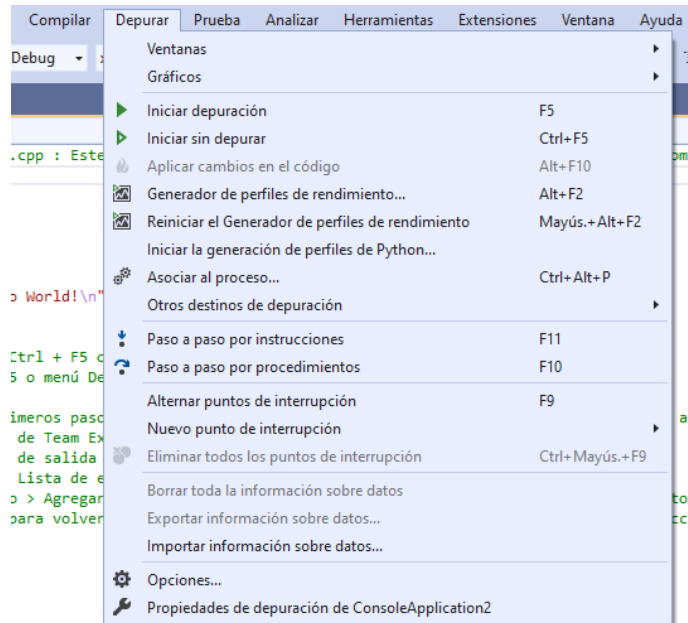 Compilar Depurar Prueba Analizar Herramientas Extensiones Ventana Ayuda
Debug
Ventanas
Gráficos
Iniciar depuración F5
.cpp : Este
Iniciar sin depurar Ctrl+F5
Aplicar cambios en el código Alt+F10
Generador de perfiles de rendimiento... Alt+F2
Reiniciar el Generador de perfiles de rendimiento Mayús.+Alt+F2
Iniciar la generación de perfiles de Python...
Asociar al proceso... Ctrl+Alt+P
o World!\n"
Otros destinos de depuración
Paso a paso por instrucciones F11
Ctrl + F5 o
Paso a paso por procedimientos F10
5 o menú De
Alternar puntos de interrupción F9
imeros paso
Nuevo punto de interrupción
de Team Ex
Eliminar todos los puntos de interrupción Ctrl+Mayús.+F9
de salida
Lista de e
Borrar toda la información sobre datos
o > Agregar
Exportar información sobre datos...
para volver
Importar información sobre datos...
Opciones...
Propiedades de depuración de ConsoleApplication2